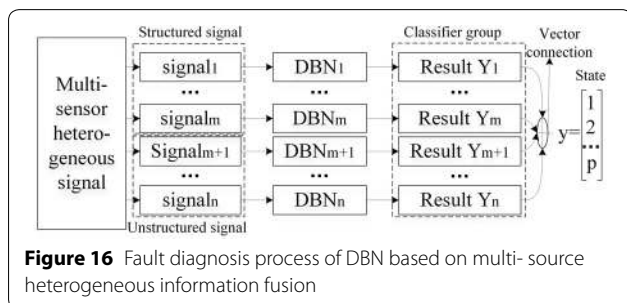 Structured signal
Classifier group
Vector
connection
Multi-
sensor
hetero-
geneous
signal
signal1
DBN1
Result Y1
...
...
...
signalm
DBNm
Result Ym
Signalm+1
DBNm+1
Result Ym+1
...
...
...
signaln
DBNn
Result Yn
Unstructured signal
State
y=
1
2
...
p
Figure 16 Fault diagnosis process of DBN based on multi- source
heterogeneous information fusion